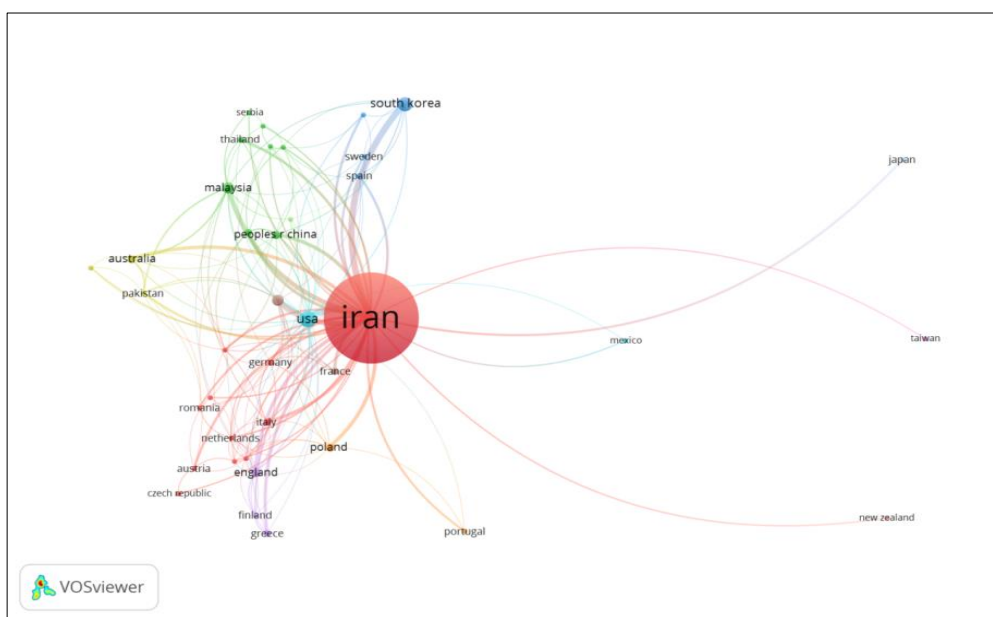 south korea
serbia
thailand
sweden
japan
spain
malaysia
peoples r china
australia
pakistan
iran
usa
mexico
taiwan
germany
france
romania
italy
netherlands
poland
austria
england
czech republic
finland
new zealand
greece
portugal
VOSviewer